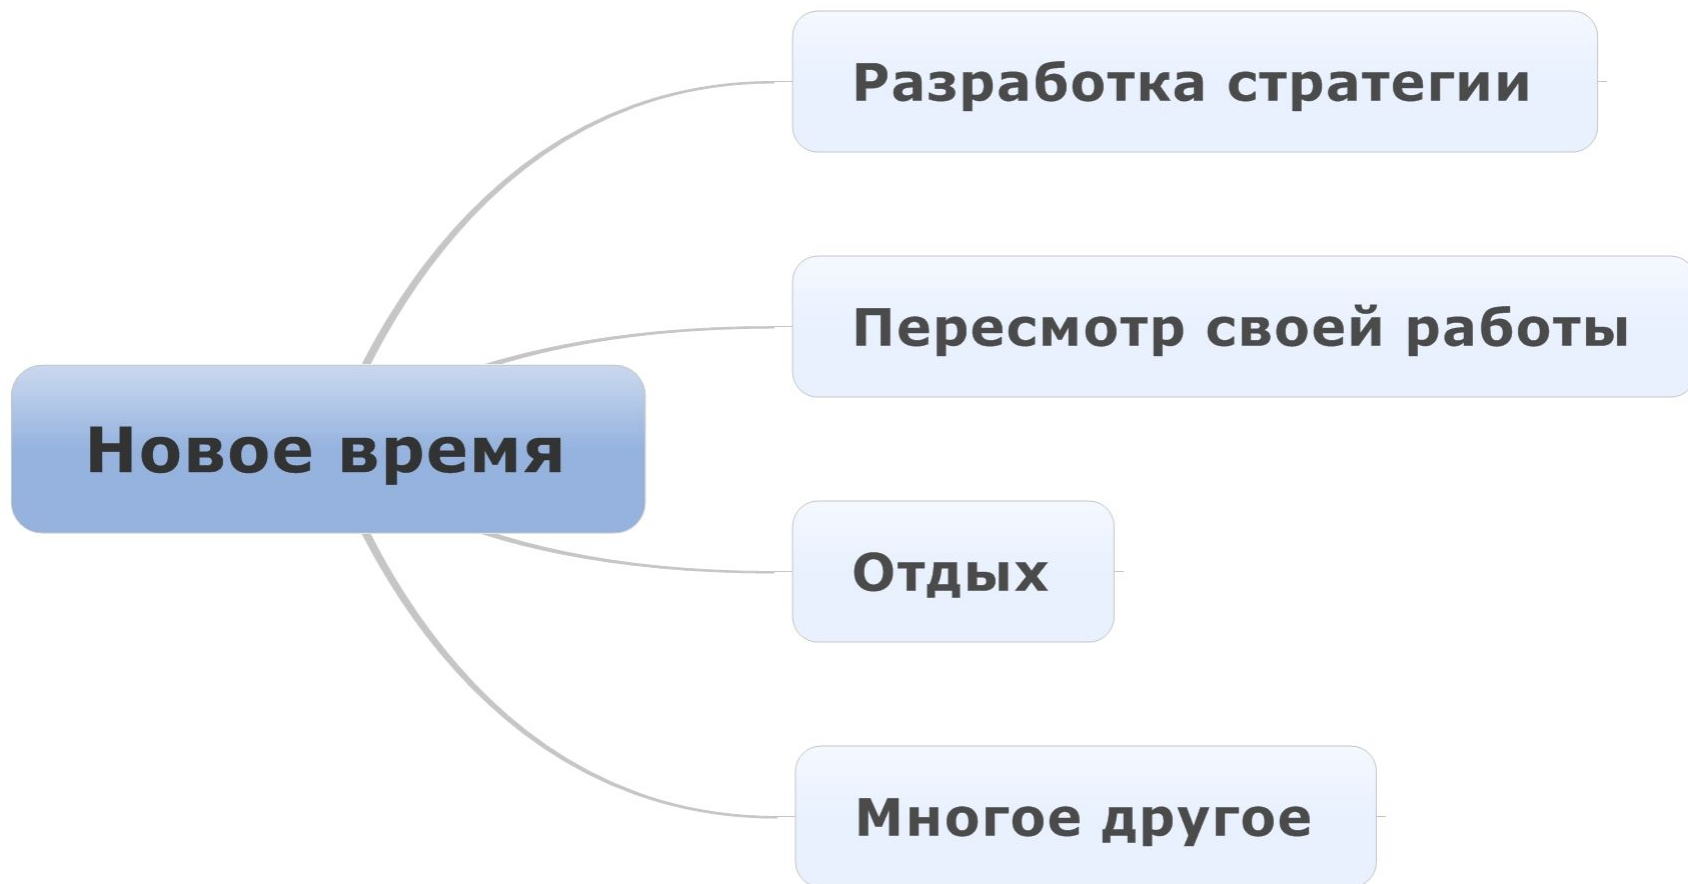 Разработка стратегии
Пересмотр своей работы
Новое время
Отдых
Многое другое